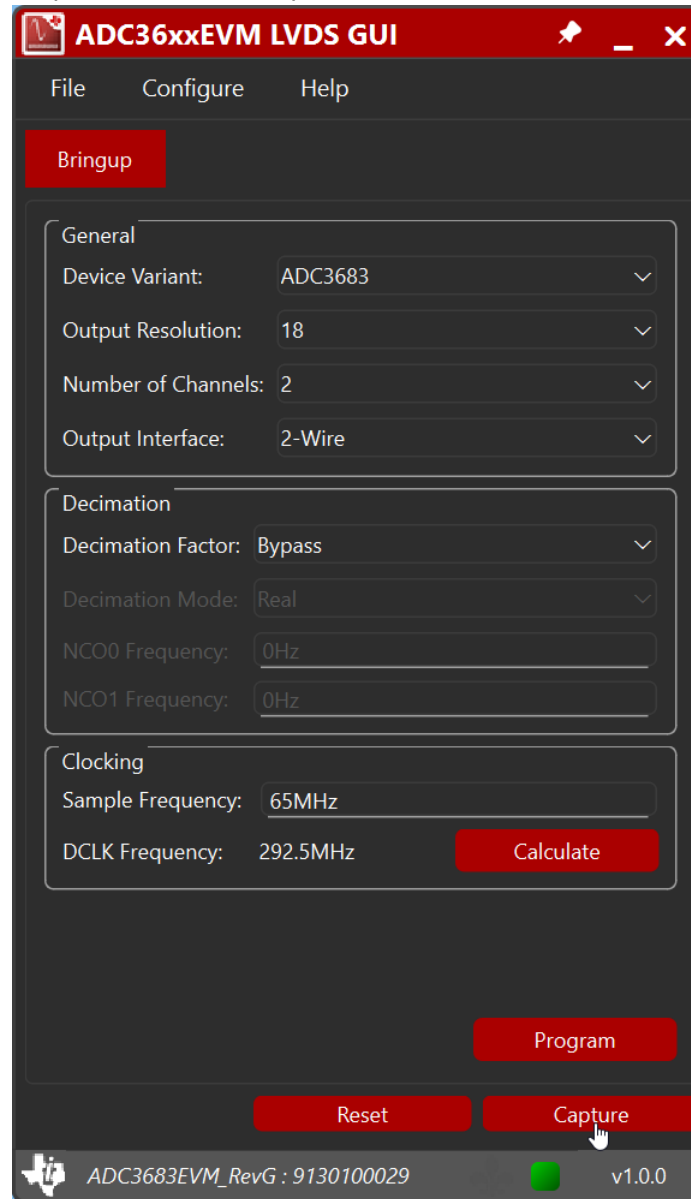 ADC36xxEVM LVDS GUI
File Configure Help
Bringup
General
Device Variant: ADC3683
Output Resolution: 18
Number of Channels: 2
Output Interface: 2-Wire
Decimation
Decimation Factor: Bypass
Decimation Mode: Real
NCO0 Frequency: 0Hz
NCO1 Frequency: 0Hz
Clocking
Sample Frequency: 65MHz
DCLK Frequency: 292.5MHz Calculate
Program
Reset Capture
ADC3683EVM_RevG : 9130100029 v1.0.0